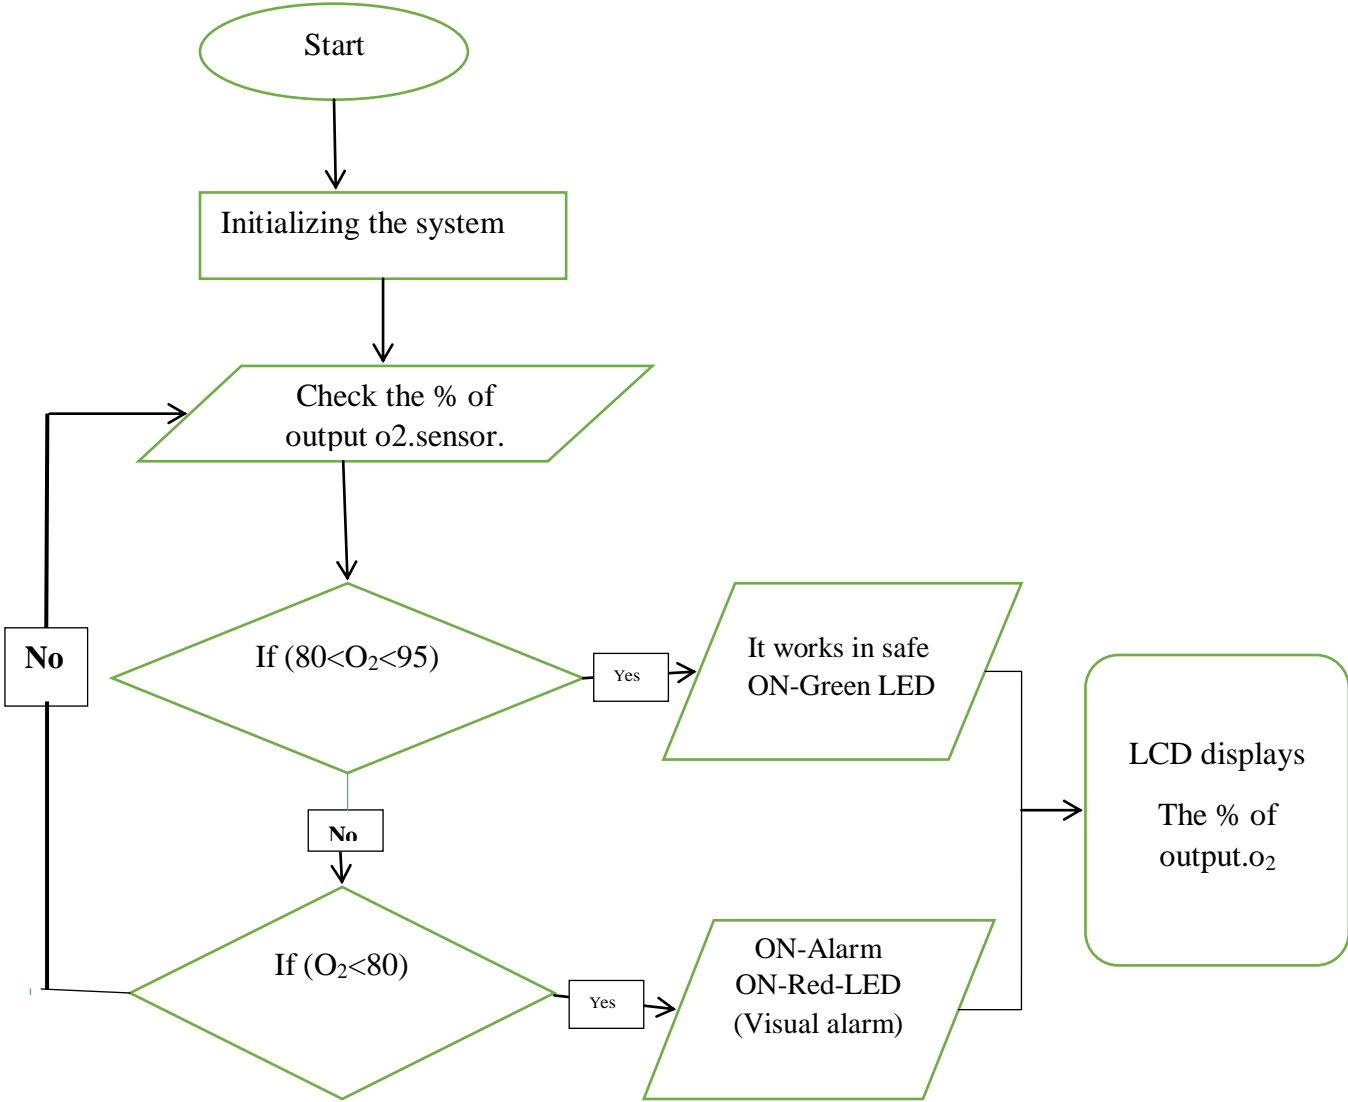 Start
Initializing the system
Check the % of
output o2.sensor.
If (80<O₂<95)
Yes
It works in safe
ON-Green LED
No
No
LCD displays
The % of
output.o₂
If (O₂<80)
Yes
ON-Alarm
ON-Red-LED
(Visual alarm)